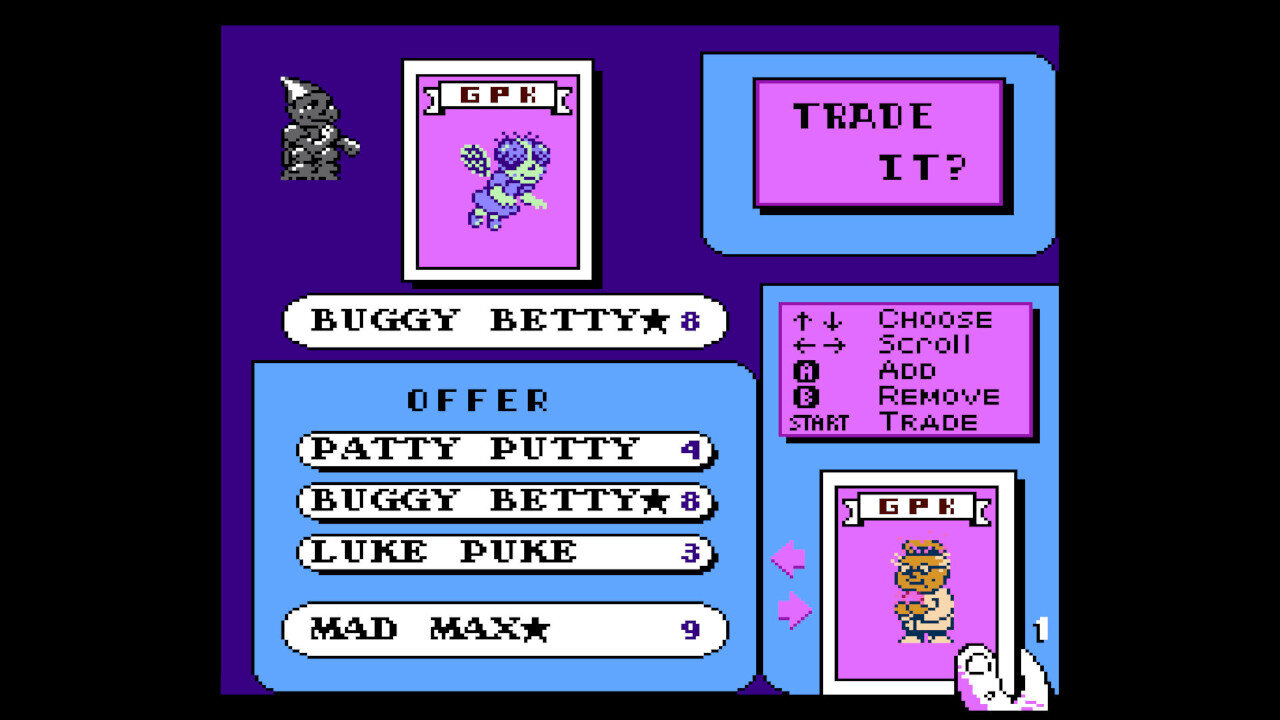 GPK
TRADE
IT?
BUGGY BETTY★ 8
OFFER
PATTY PUTTY 4
BUGGY BETTY★ 8
LUKE PUKE 3
MAD MAX★ 9
↑ ↓ CHOOSE
← → SCROLL
A ADD
B REMOVE
START TRADE
GPK
1